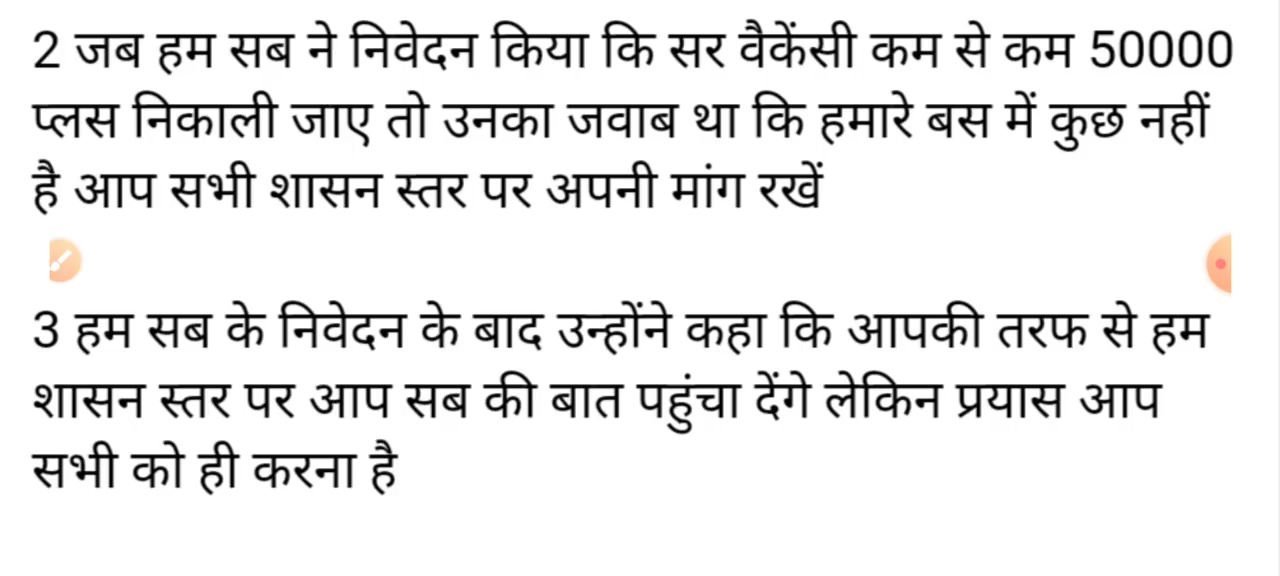 2 जब हम सब ने निवेदन किया कि सर वैकेंसी कम से कम 50000
प्लस निकाली जाए तो उनका जवाब था कि हमारे बस में कुछ नहीं
है आप सभी शासन स्तर पर अपनी मांग रखें
3 हम सब के निवेदन के बाद उन्होंने कहा कि आपकी तरफ से हम
शासन स्तर पर आप सब की बात पहुंचा देंगे लेकिन प्रयास आप
सभी को ही करना है